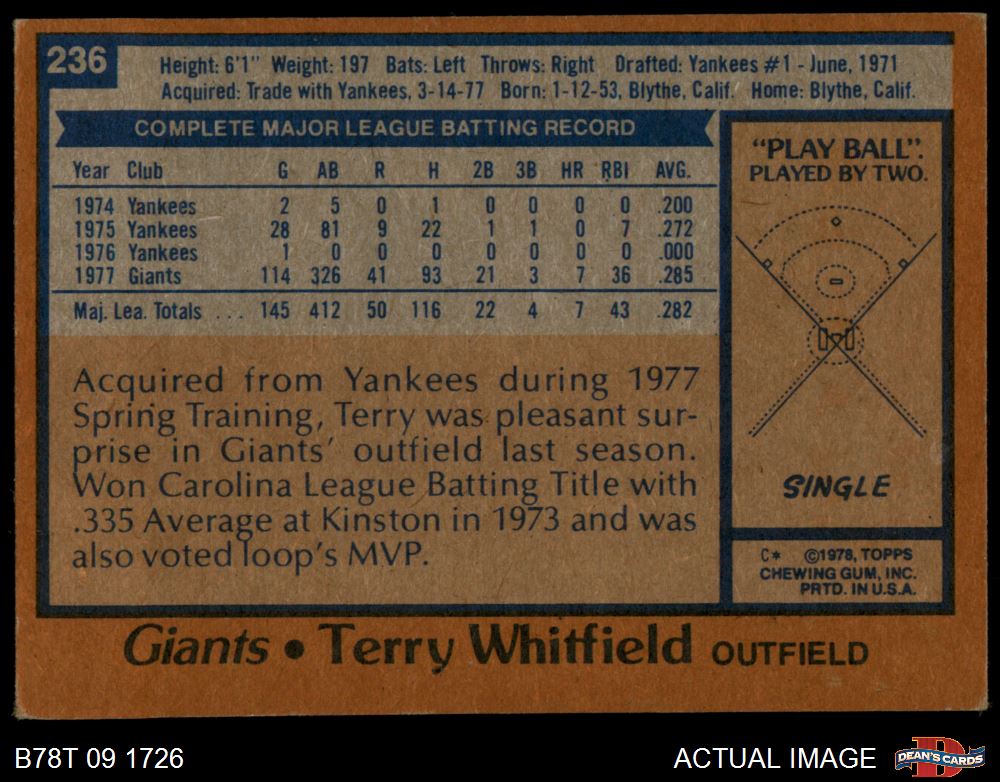 236
Height: 6'1" Weight: 197 Bats: Left Throws: Right Drafted: Yankees #1 - June, 1971
Acquired: Trade with Yankees, 3-14-77 Born: 1-12-53, Blythe, Calif. Home: Blythe, Calif.
COMPLETE MAJOR LEAGUE BATTING RECORD
Year Club G AB R H 2B 3B HR RBI AVG.
1974 Yankees 2 5 0 1 0 0 0 0 .200
1975 Yankees 28 81 9 22 1 1 0 7 .272
1976 Yankees 1 0 0 0 0 0 0 0 .000
1977 Giants 114 326 41 93 21 3 7 36 .285
Maj. Lea. Totals . . . 145 412 50 116 22 4 7 43 .282
Acquired from Yankees during 1977
Spring Training, Terry was pleasant sur-
prise in Giants' outfield last season.
Won Carolina League Batting Title with
.335 Average at Kinston in 1973 and was
also voted loop's MVP.
"PLAY BALL".
PLAYED BY TWO.
SINGLE
C* ©1978, TOPPS
CHEWING GUM, INC.
PRTD. IN U.S.A.
Giants • Terry Whitfield OUTFIELD
B78T 09 1726
ACTUAL IMAGE
D
DEAN'S CARDS